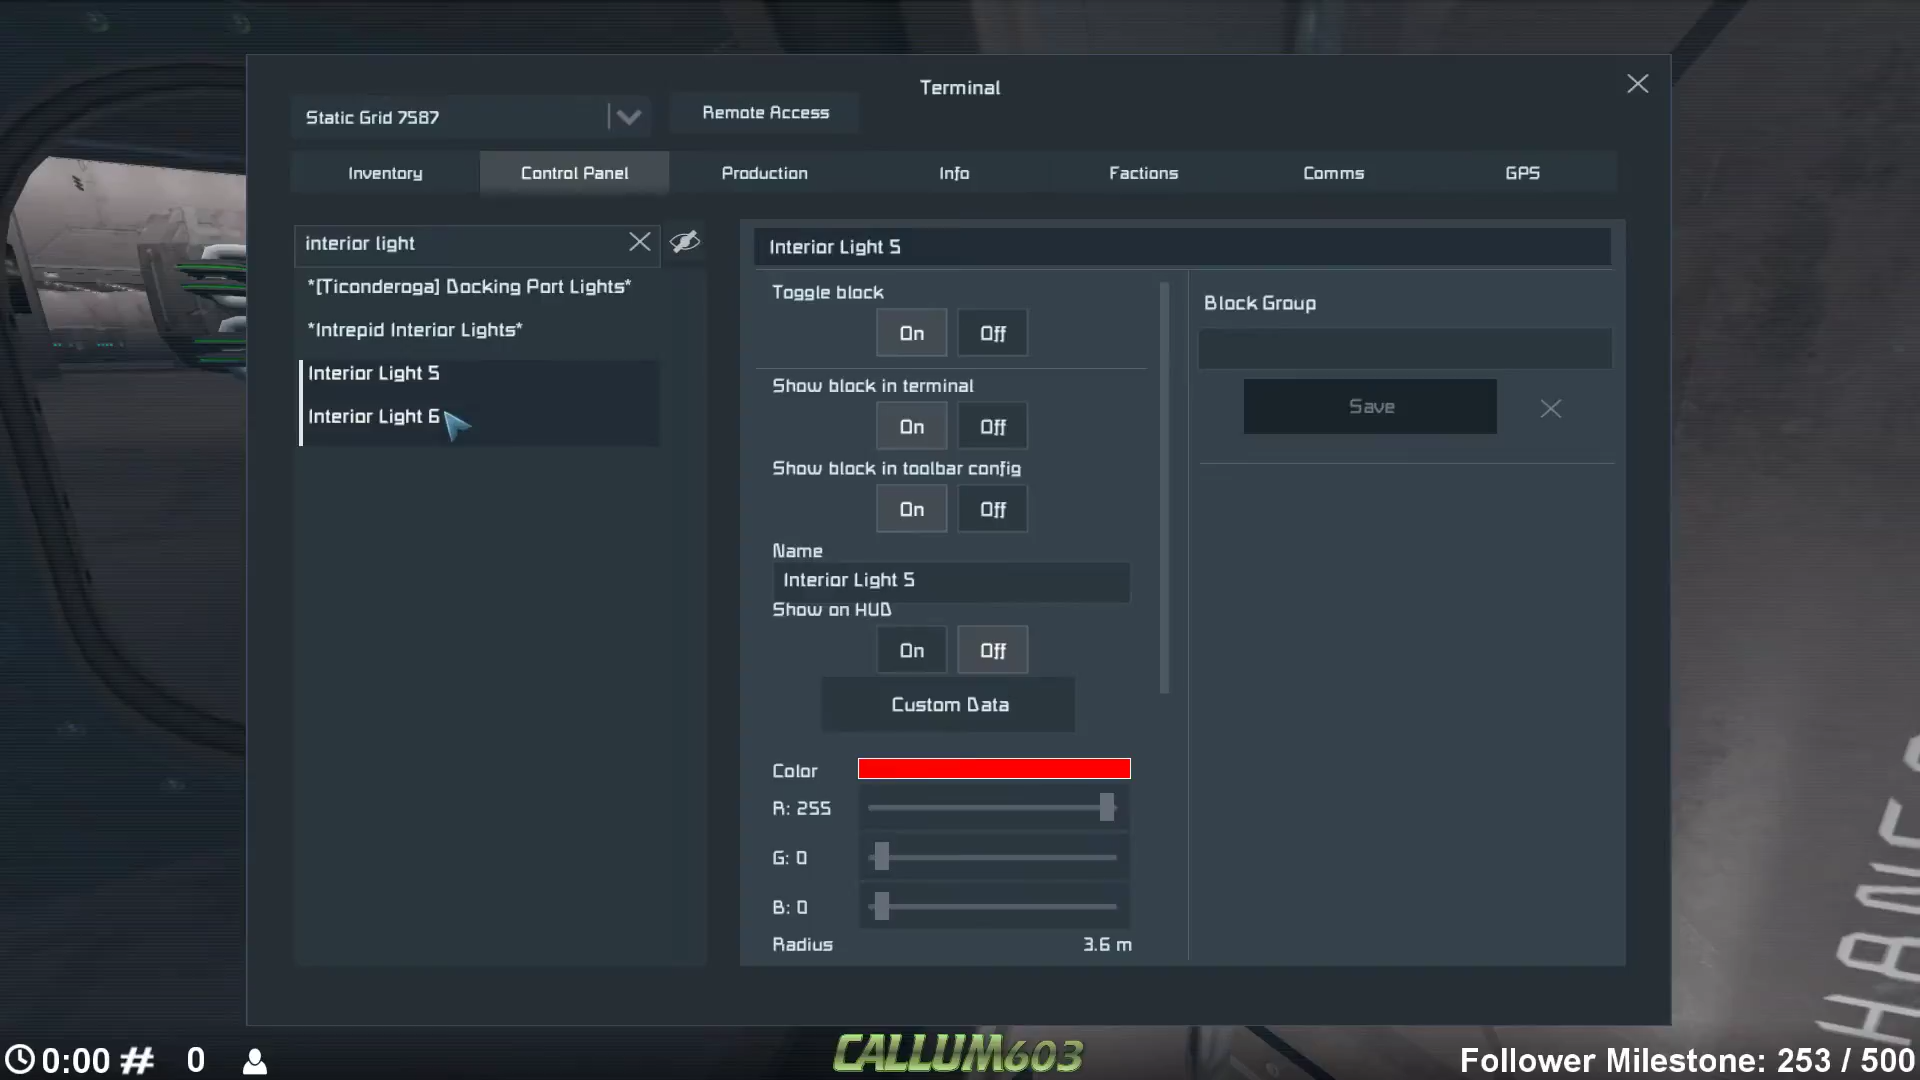 Terminal
Static Grid 7587
Remote Access
Inventory
Control Panel
Production
Info
Factions
Comms
GPS
interior light
*[Ticonderoga] Docking Port Lights*
*Intrepid Interior Lights*
Interior Light 5
Interior Light 6
Interior Light 5
Toggle block
On Off
Show block in terminal
On Off
Show block in toolbar config
On Off
Name
Interior Light 5
Show on HUD
On Off
Custom Data
Color
R: 255
G: 0
B: 0
Radius 3.6 m
Block Group
Save
0:00 # 0
CALLUM603
Follower Milestone: 253 / 500